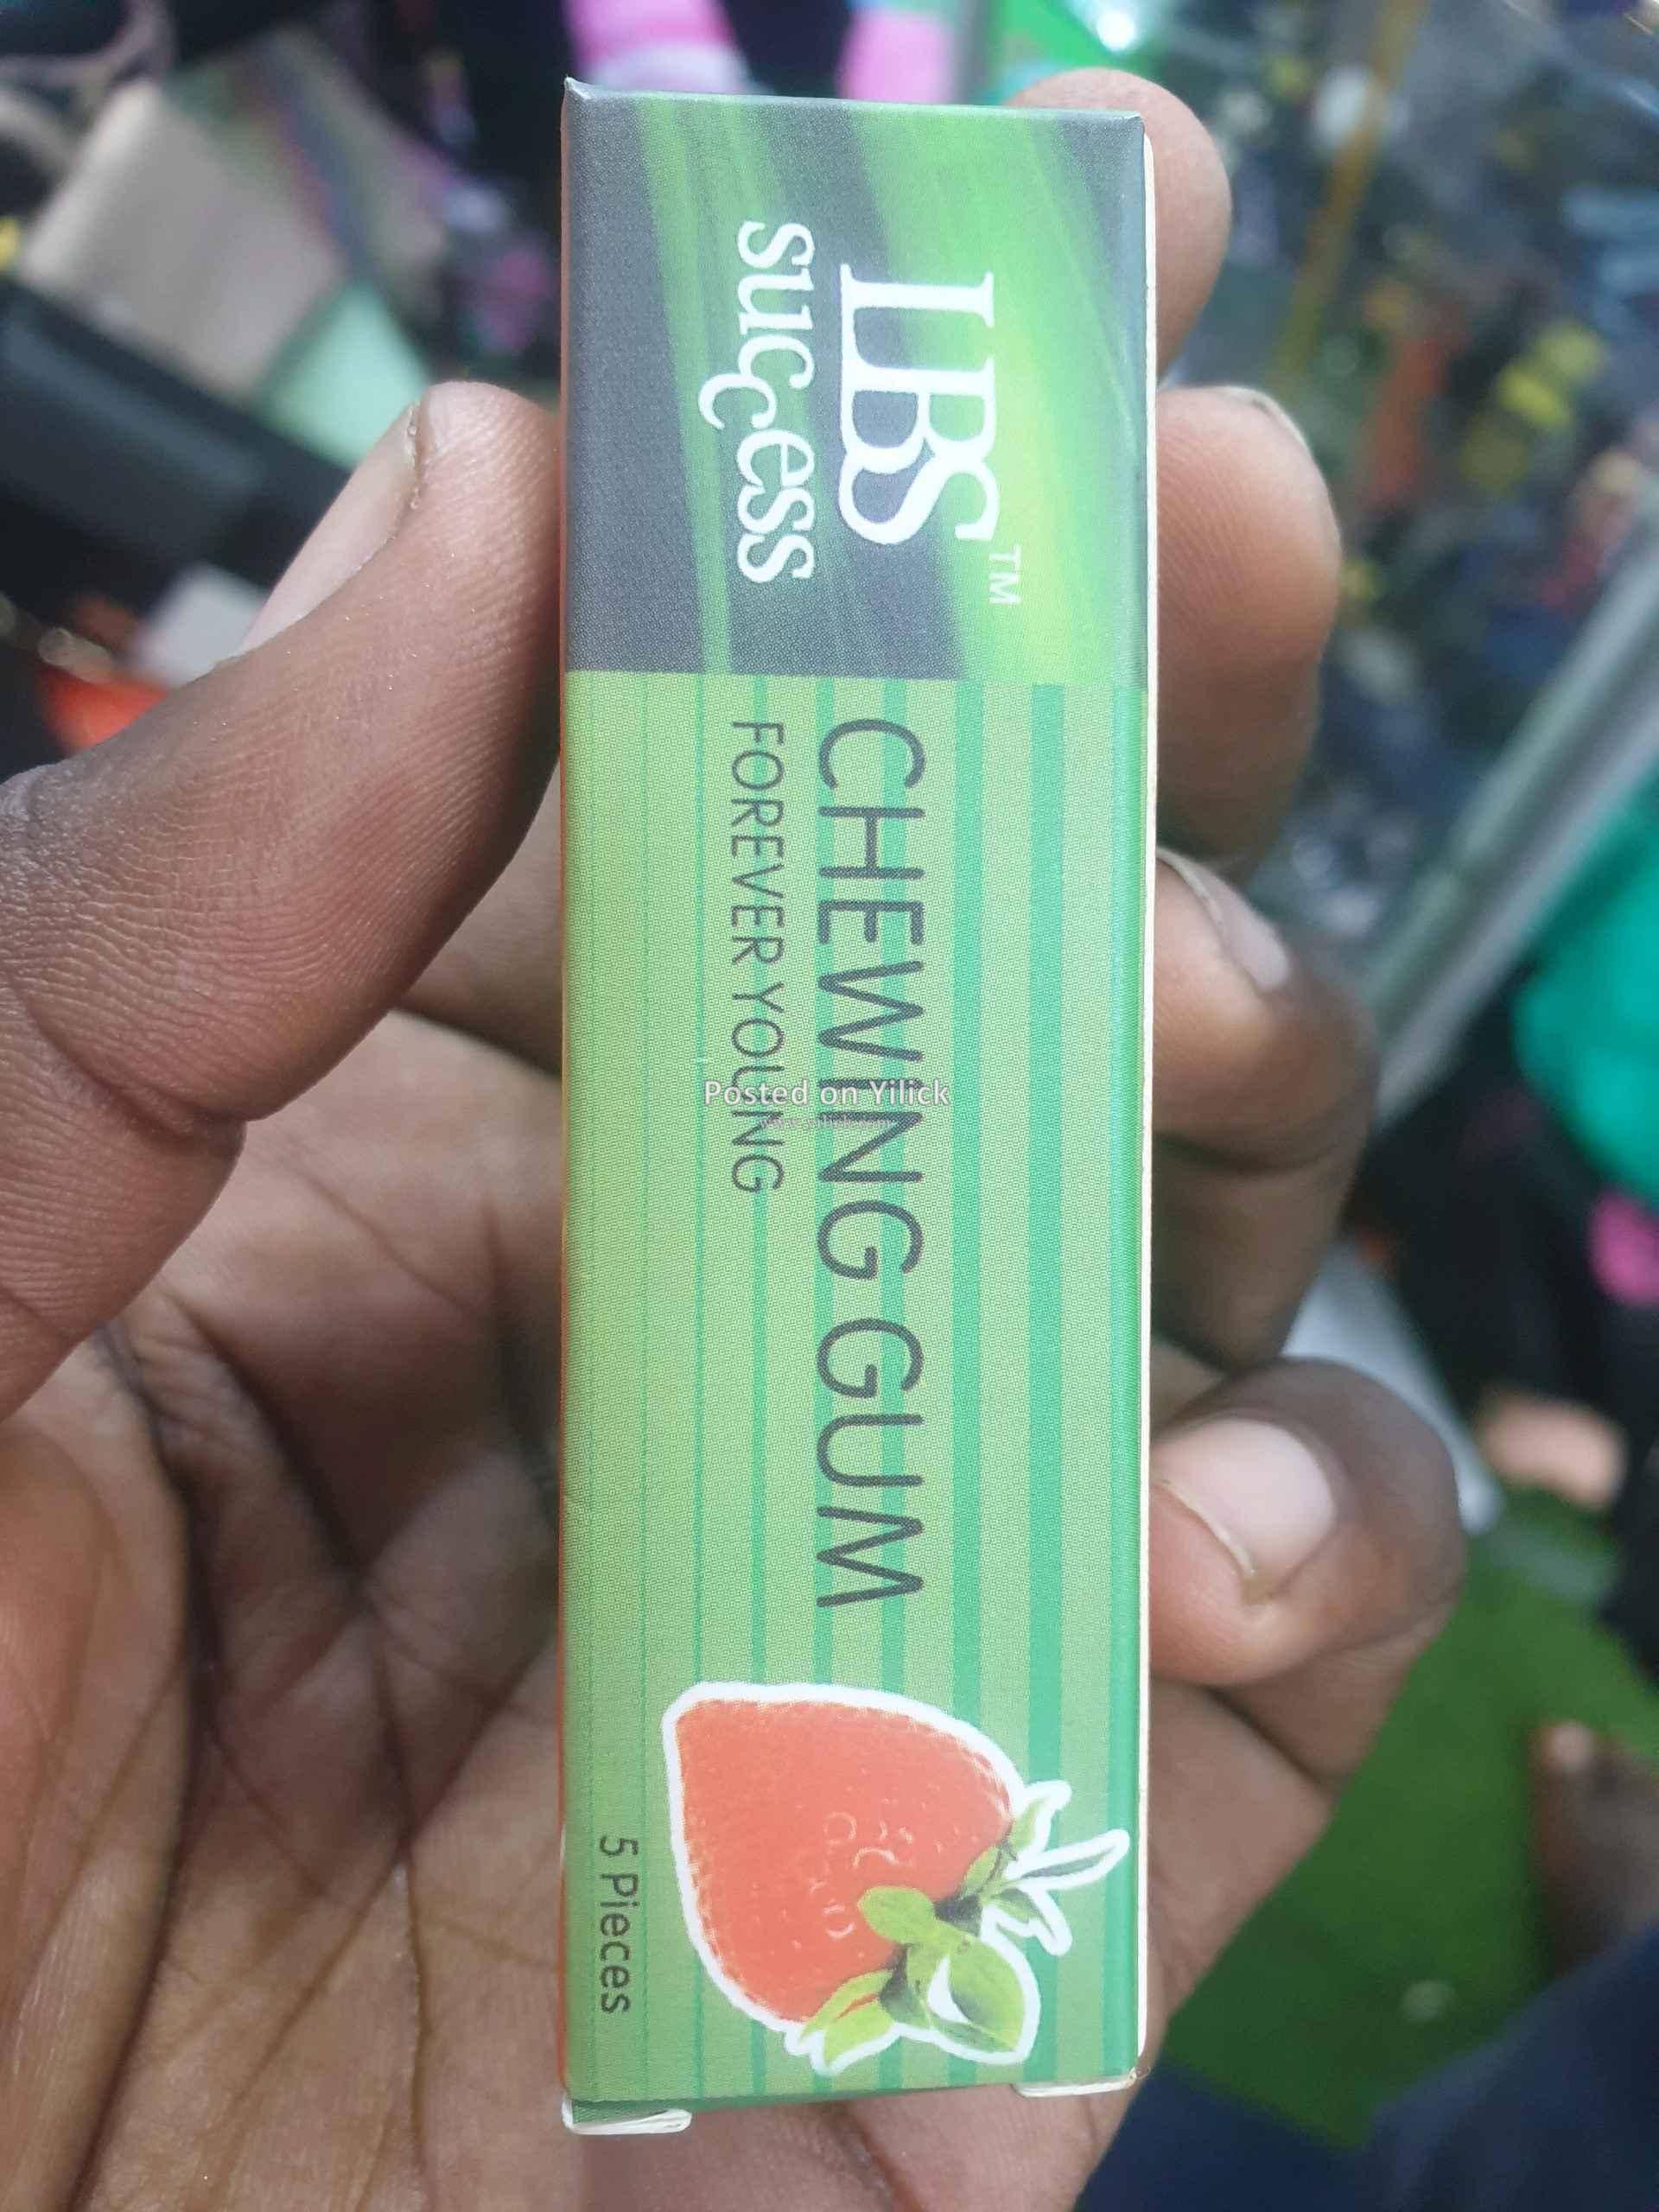 LBS™
success
CHEWING GUM
FOREVER YOUNG
5 Pieces
Posted on Yilick